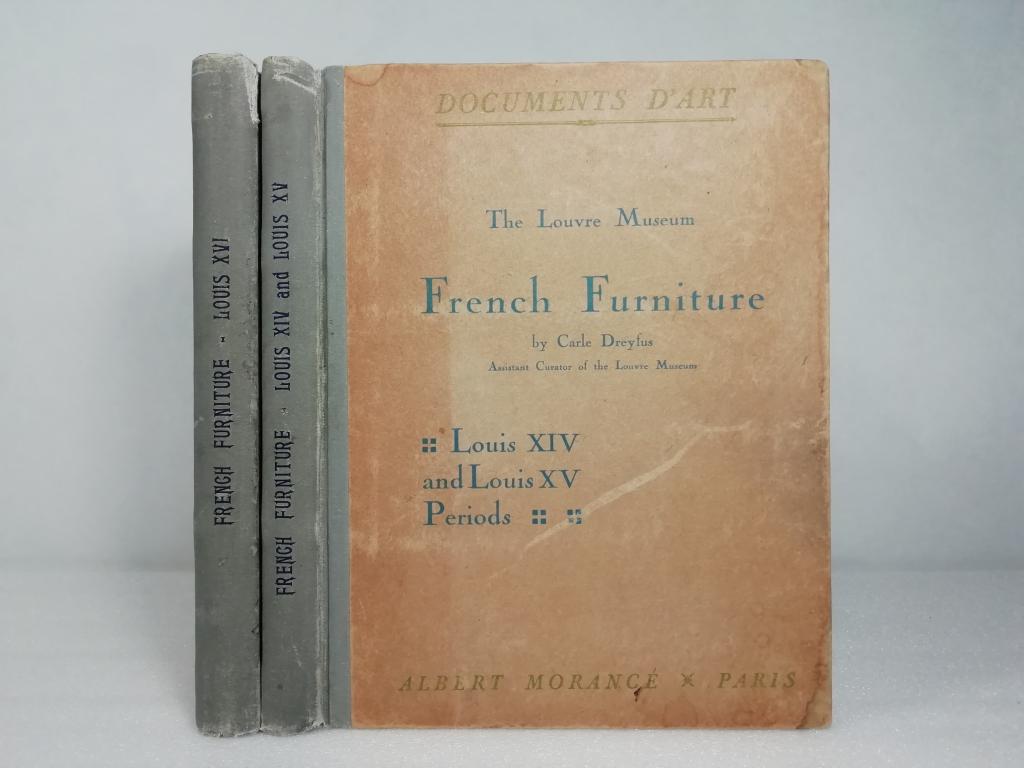 FRENCH FURNITURE · LOUIS XVI
FRENCH FURNITURE · LOUIS XIV and LOUIS XV
DOCUMENTS D'ART
The Louvre Museum
French Furniture
by Carle Dreyfus
Assistant Curator of the Louvre Museum
Louis XIV
and Louis XV
Periods
ALBERT MORANCÉ × PARIS